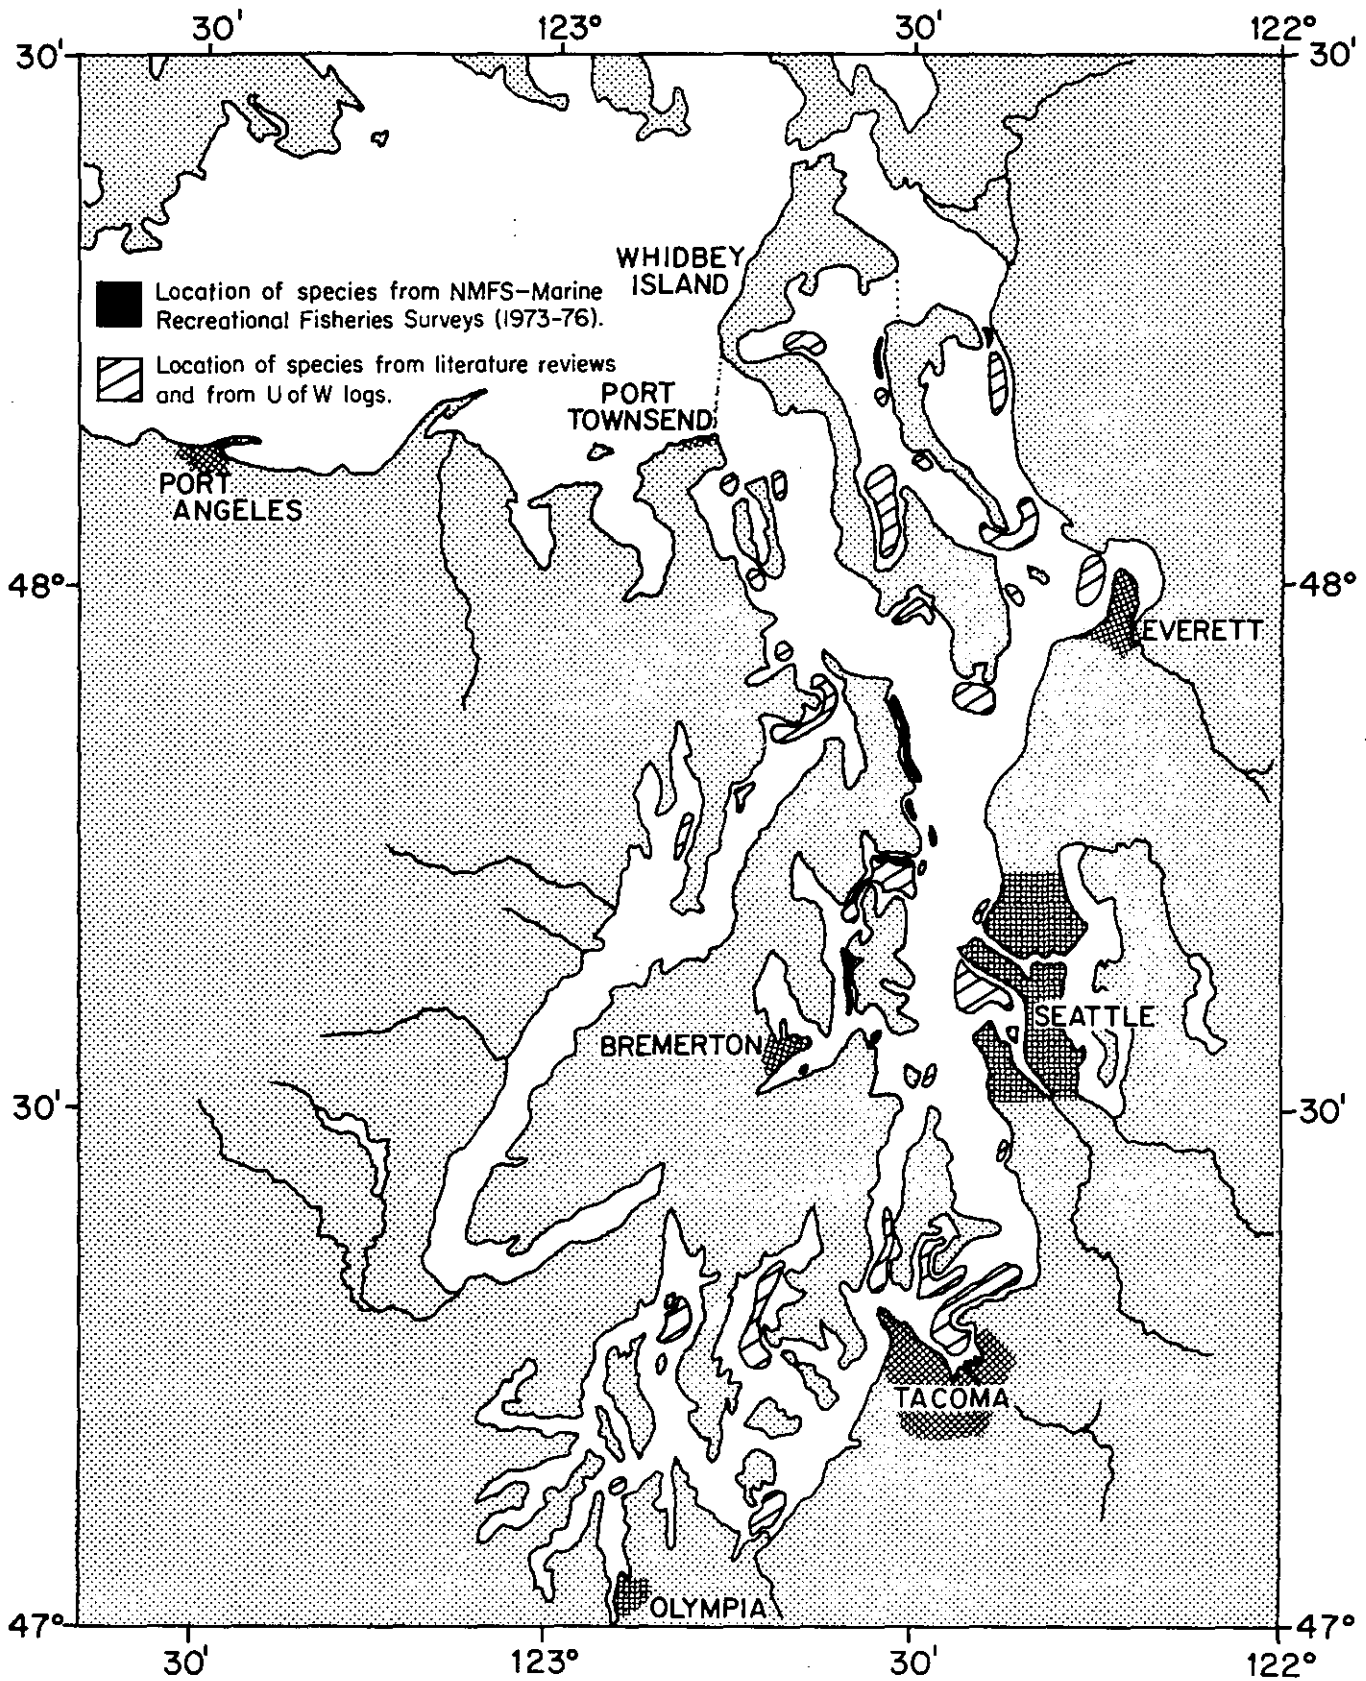 30' 123° 30' 122°
30' 30'
WHIDBEY
ISLAND
Location of species from NMFS-Marine
Recreational Fisheries Surveys (1973-76).
Location of species from literature reviews
and from U of W logs.
PORT
TOWNSEND
PORT
ANGELES
48° 48°
EVERETT
SEATTLE
BREMERTON
30' 30'
TACOMA
OLYMPIA
47° 47°
30' 123° 30' 122°